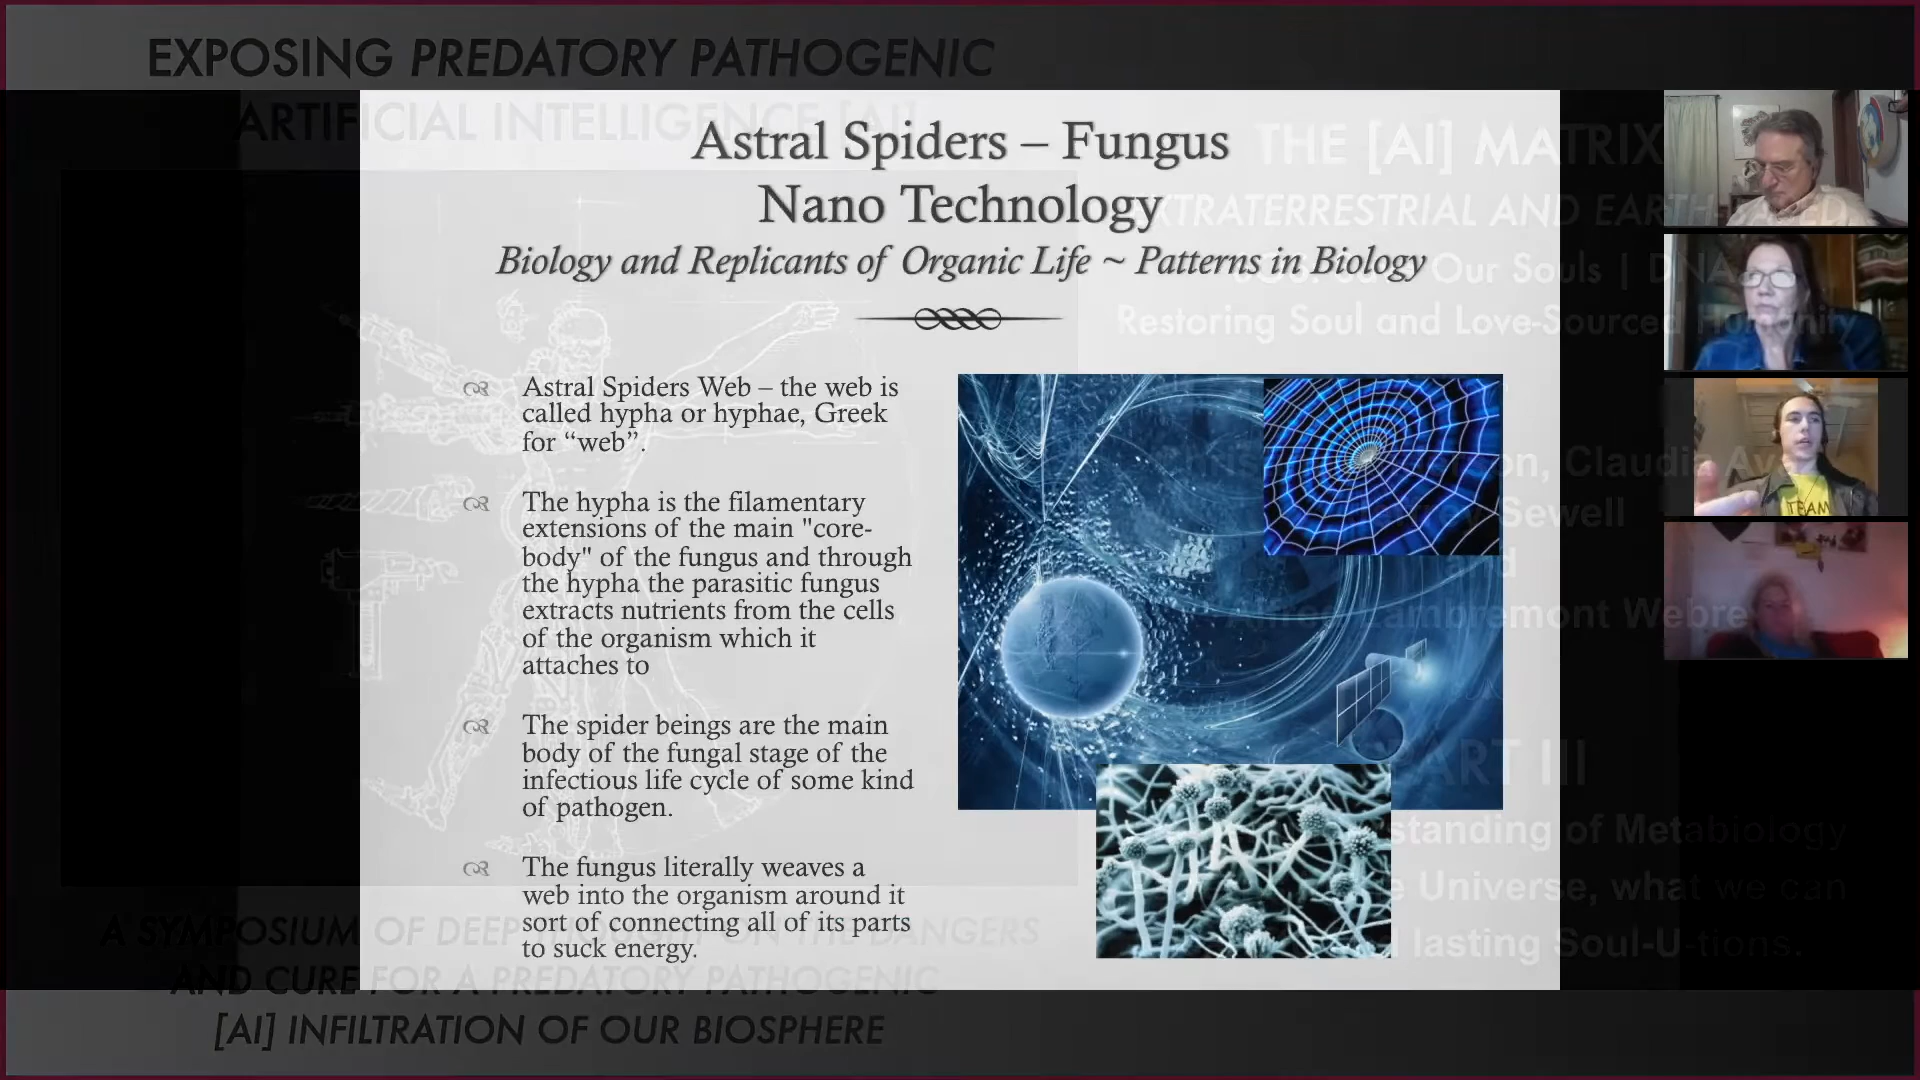 EXPOSING PREDATORY PATHOGENIC
ARTIFICIAL INTELLIGENCE [AI]
Astral Spiders – Fungus
Nano Technology
Biology and Replicants of Organic Life ~ Patterns in Biology
Astral Spiders Web – the web is
called hypha or hyphae, Greek
for “web”.
The hypha is the filamentary
extensions of the main "core-
body" of the fungus and through
the hypha the parasitic fungus
extracts nutrients from the cells
of the organism which it
attaches to
The spider beings are the main
body of the fungal stage of the
infectious life cycle of some kind
of pathogen.
The fungus literally weaves a
web into the organism around it
sort of connecting all of its parts
to suck energy.
THE [AI] MATRIX
EXTRATERRESTRIAL AND EARTH
Our Souls | DNA
Restoring Soul and Love-Sourced Humanity
Claudia
Sewell
Lambremont Webre
PART III
of Metabiology
Universe, what we can
lasting Soul-U-tions.
TEAM
A SYMPOSIUM OF DEEP THOUGHT ON THE DANGERS
AND CURE FOR A PREDATORY PATHOGENIC
[AI] INFILTRATION OF OUR BIOSPHERE